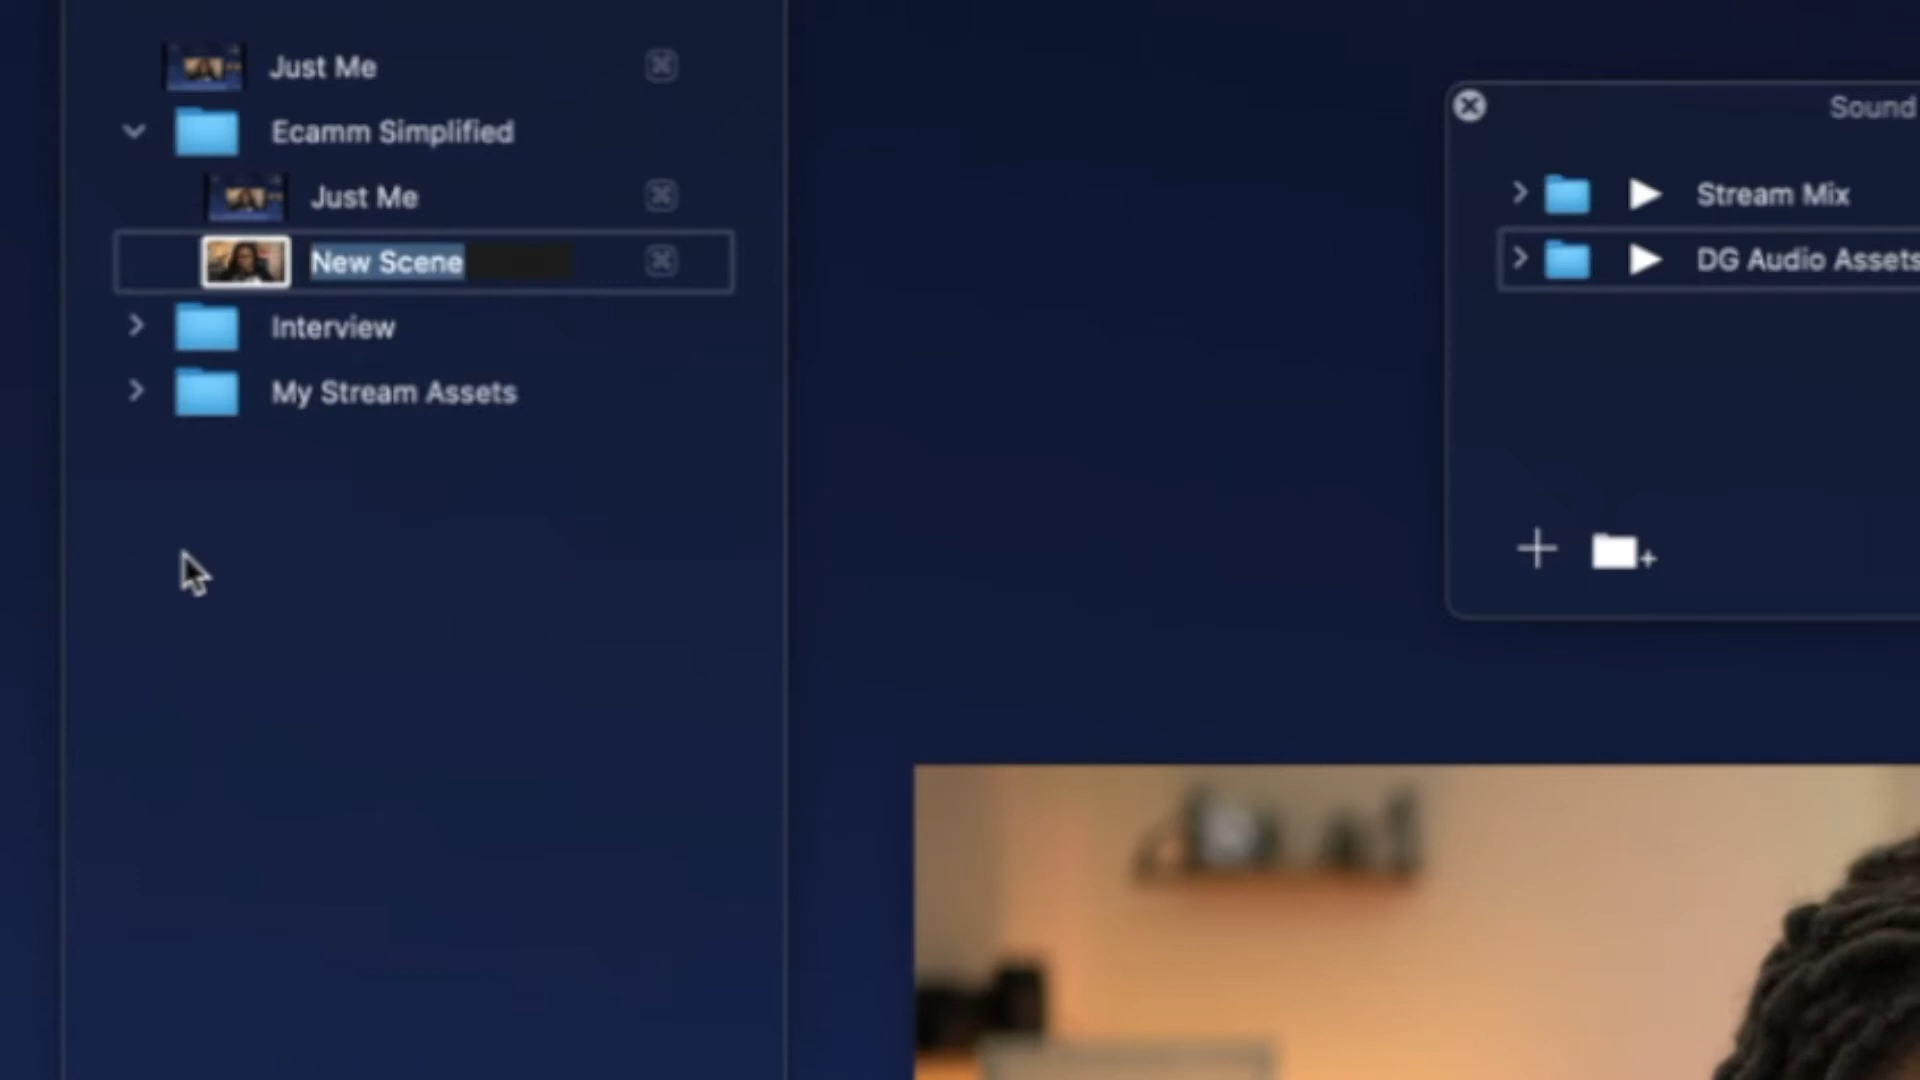 Just Me
Ecamm Simplified
Just Me
New Scene
Interview
My Stream Assets
Sound
Stream Mix
DG Audio Assets